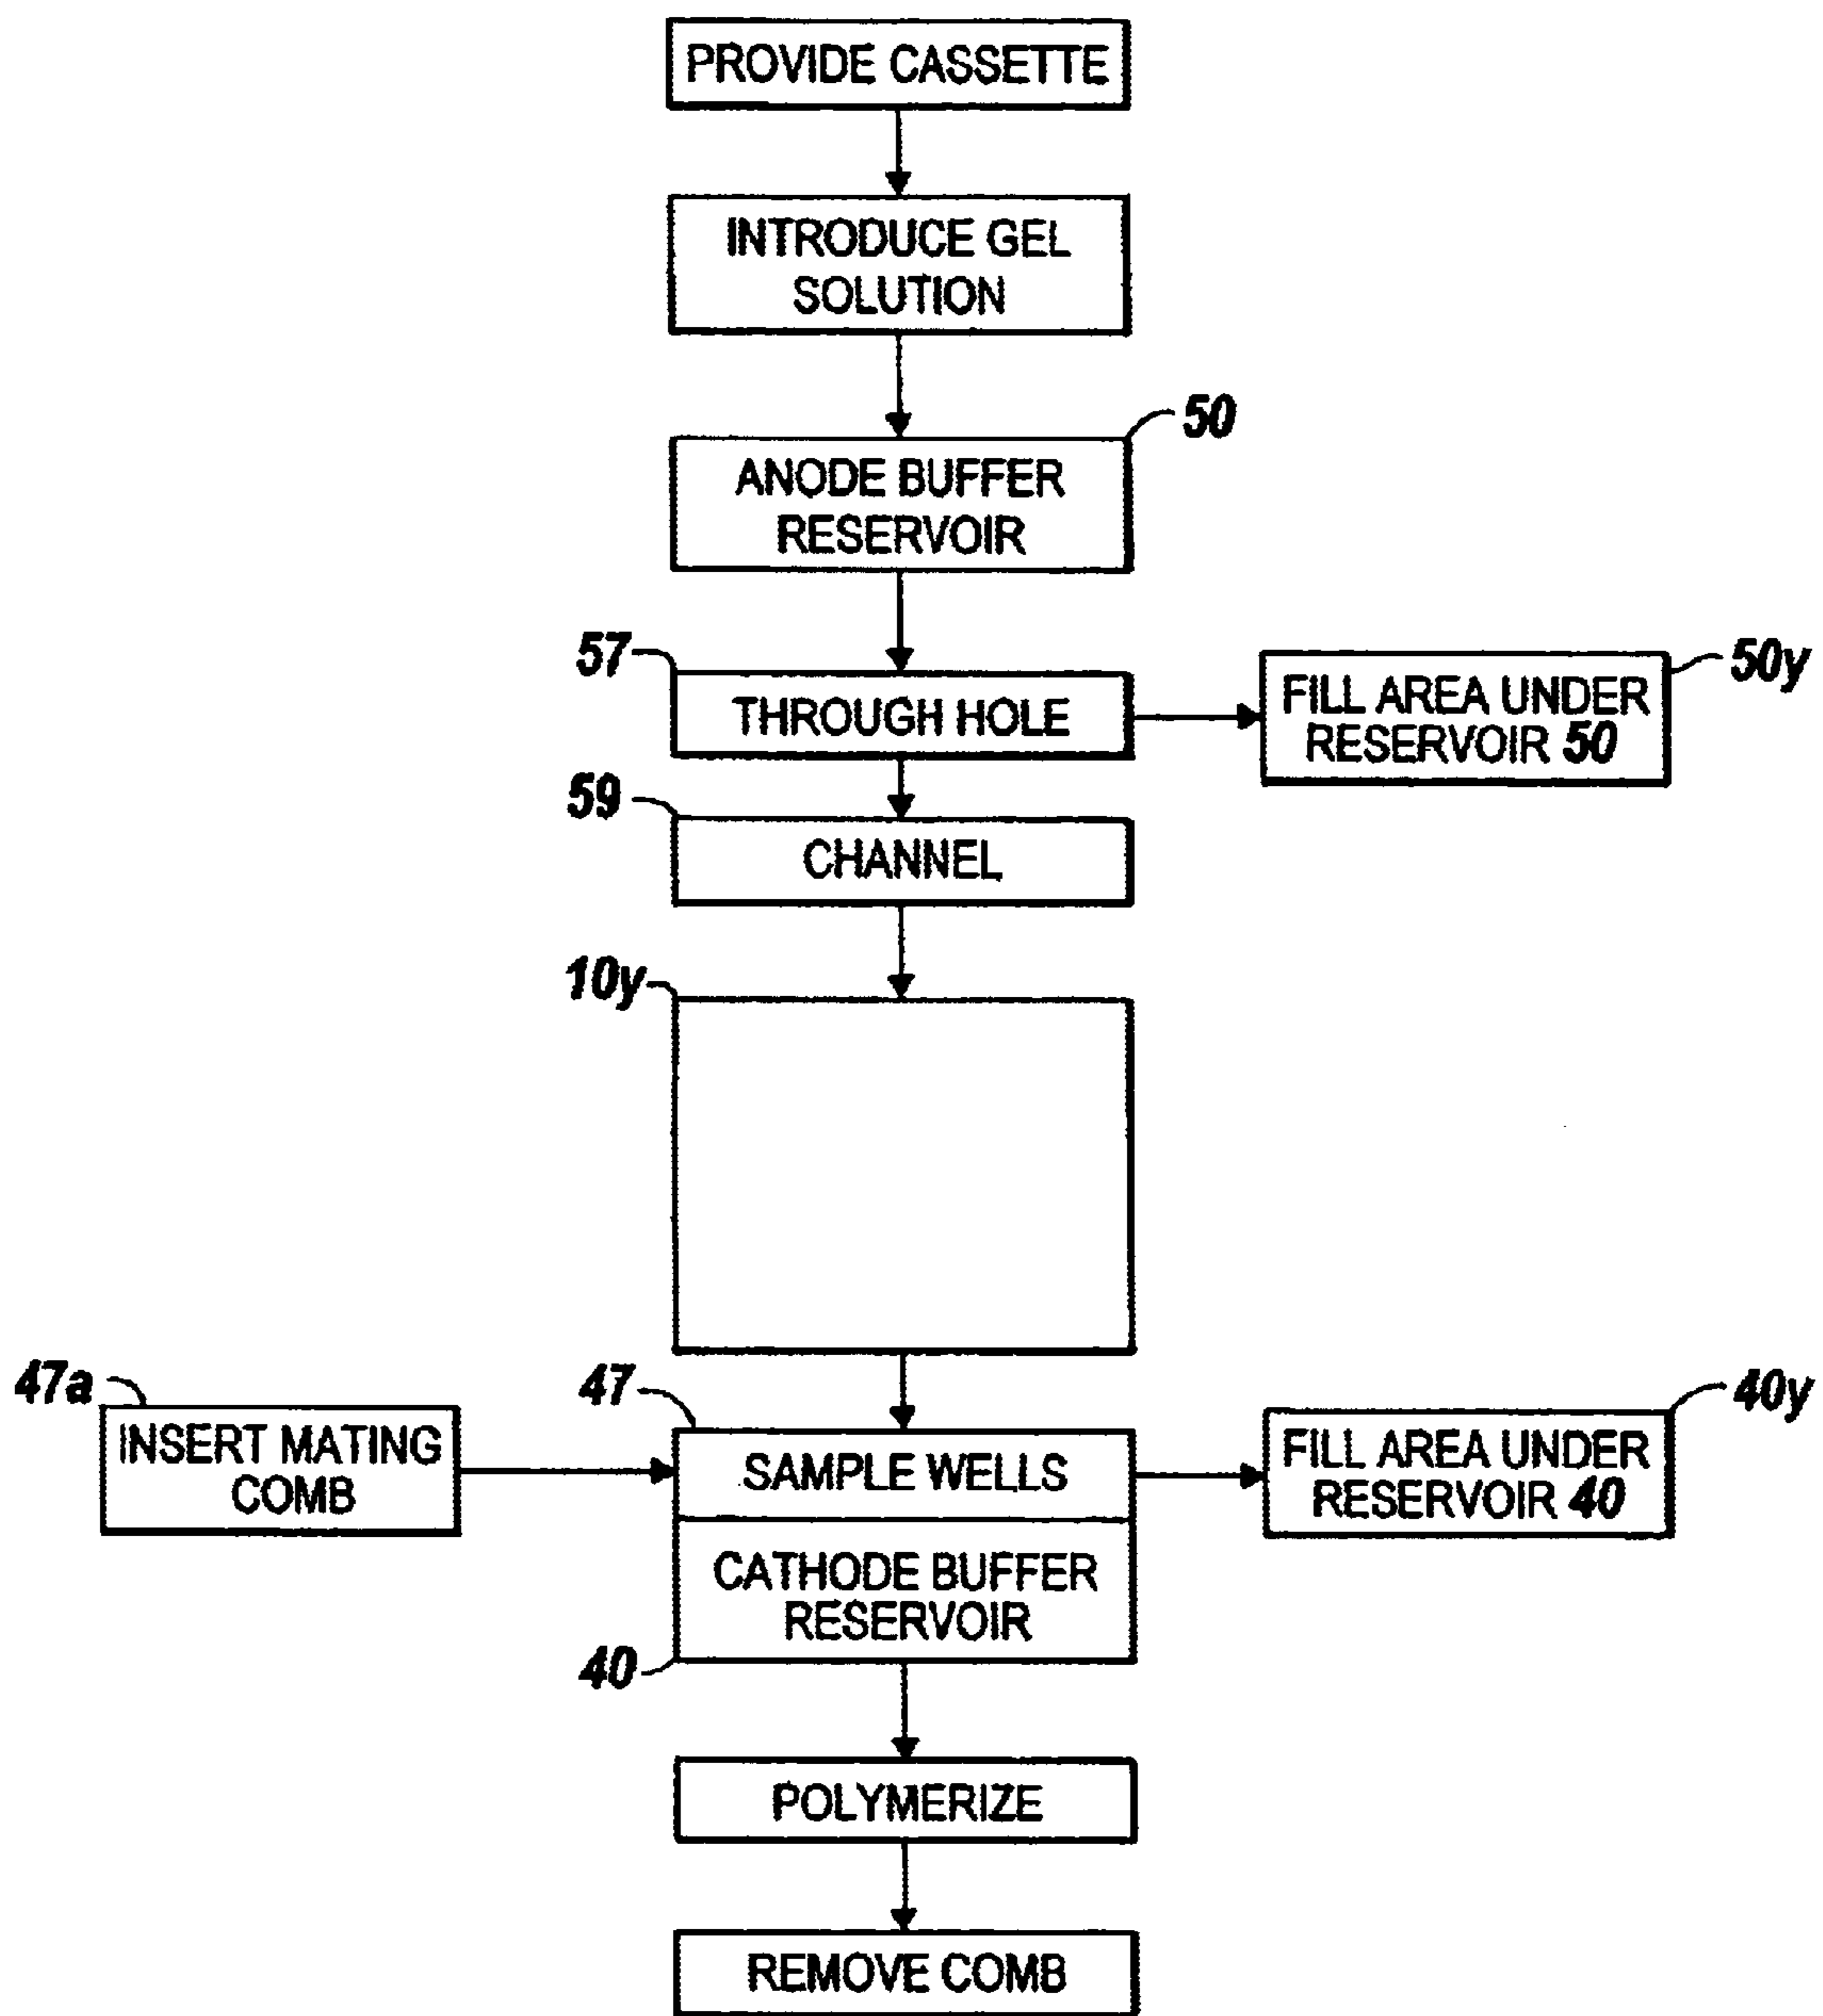 PROVIDE CASSETTE
INTRODUCE GEL
SOLUTION
50
ANODE BUFFER
RESERVOIR
57
THROUGH HOLE
50y
FILL AREA UNDER
RESERVOIR 50
59
CHANNEL
10y
47a
INSERT MATING
COMB
47
SAMPLE WELLS
40y
FILL AREA UNDER
RESERVOIR 40
CATHODE BUFFER
RESERVOIR
40
POLYMERIZE
REMOVE COMB